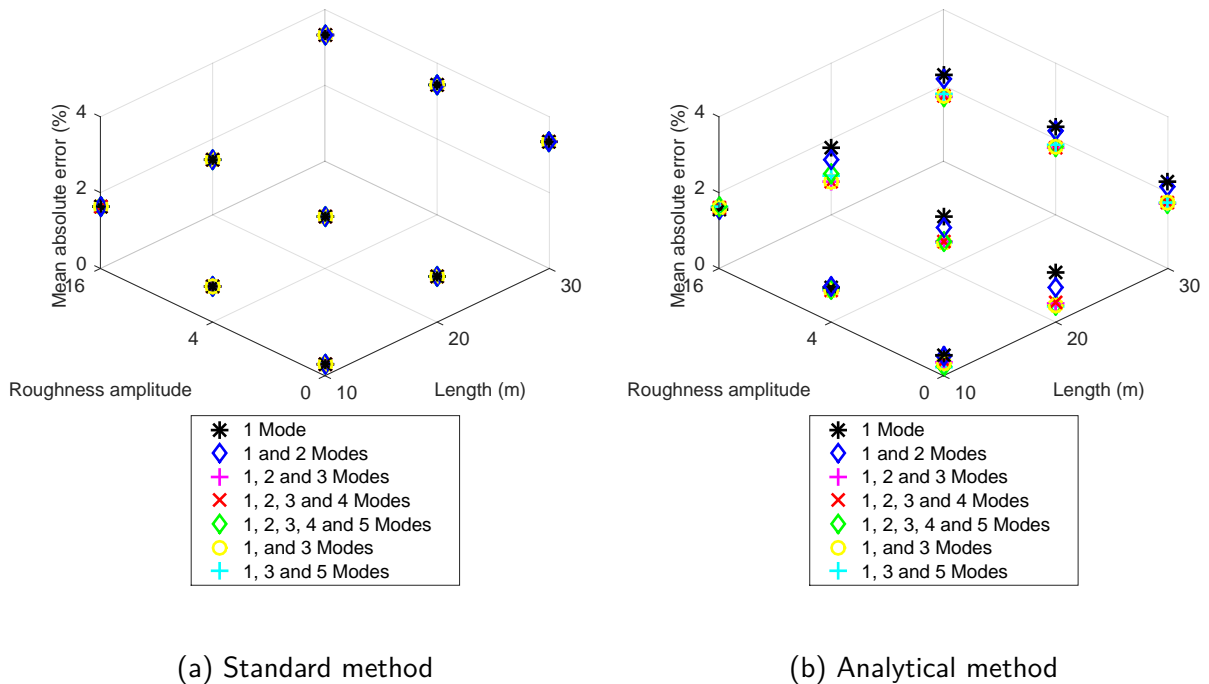 4
2
0
Mean absolute error (%)
16
4
0
Roughness amplitude
10
20
30
Length (m)
1 Mode
1 and 2 Modes
1, 2 and 3 Modes
1, 2, 3 and 4 Modes
1, 2, 3, 4 and 5 Modes
1, and 3 Modes
1, 3 and 5 Modes
(a) Standard method
4
2
0
Mean absolute error (%)
16
4
0
Roughness amplitude
10
20
30
Length (m)
1 Mode
1 and 2 Modes
1, 2 and 3 Modes
1, 2, 3 and 4 Modes
1, 2, 3, 4 and 5 Modes
1, and 3 Modes
1, 3 and 5 Modes
(b) Analytical method